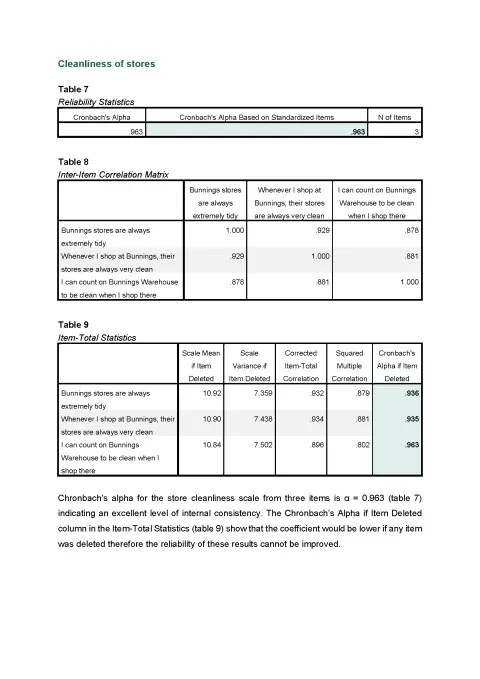 Cleanliness of stores
Table 7
Reliability Statistics
Cronbach's Alpha Cronbach's Alpha Based on Standardized Items N of Items
.963 .963 3
Table 8
Inter-Item Correlation Matrix
Bunnings stores Whenever I shop at I can count on Bunnings
are always Bunnings, their stores Warehouse to be clean
extremely tidy are always very clean when I shop there
Bunnings stores are always 1.000 .929 .878
extremely tidy
Whenever I shop at Bunnings, their .929 1.000 .881
stores are always very clean
I can count on Bunnings Warehouse .878 .881 1.000
to be clean when I shop there
Table 9
Item-Total Statistics
Scale Mean Scale Corrected Squared Cronbach's
if Item Variance if Item-Total Multiple Alpha if Item
Deleted Item Deleted Correlation Correlation Deleted
Bunnings stores are always 10.92 7.359 .932 .879 .936
extremely tidy
Whenever I shop at Bunnings, their 10.90 7.438 .934 .881 .935
stores are always very clean
I can count on Bunnings 10.84 7.502 .896 .802 .963
Warehouse to be clean when I
shop there
Chronbach's alpha for the store cleanliness scale from three items is α = 0.963 (table 7)
indicating an excellent level of internal consistency. The Chronbach's Alpha if Item Deleted
column in the Item-Total Statistics (table 9) show that the coefficient would be lower if any item
was deleted therefore the reliability of these results cannot be improved.